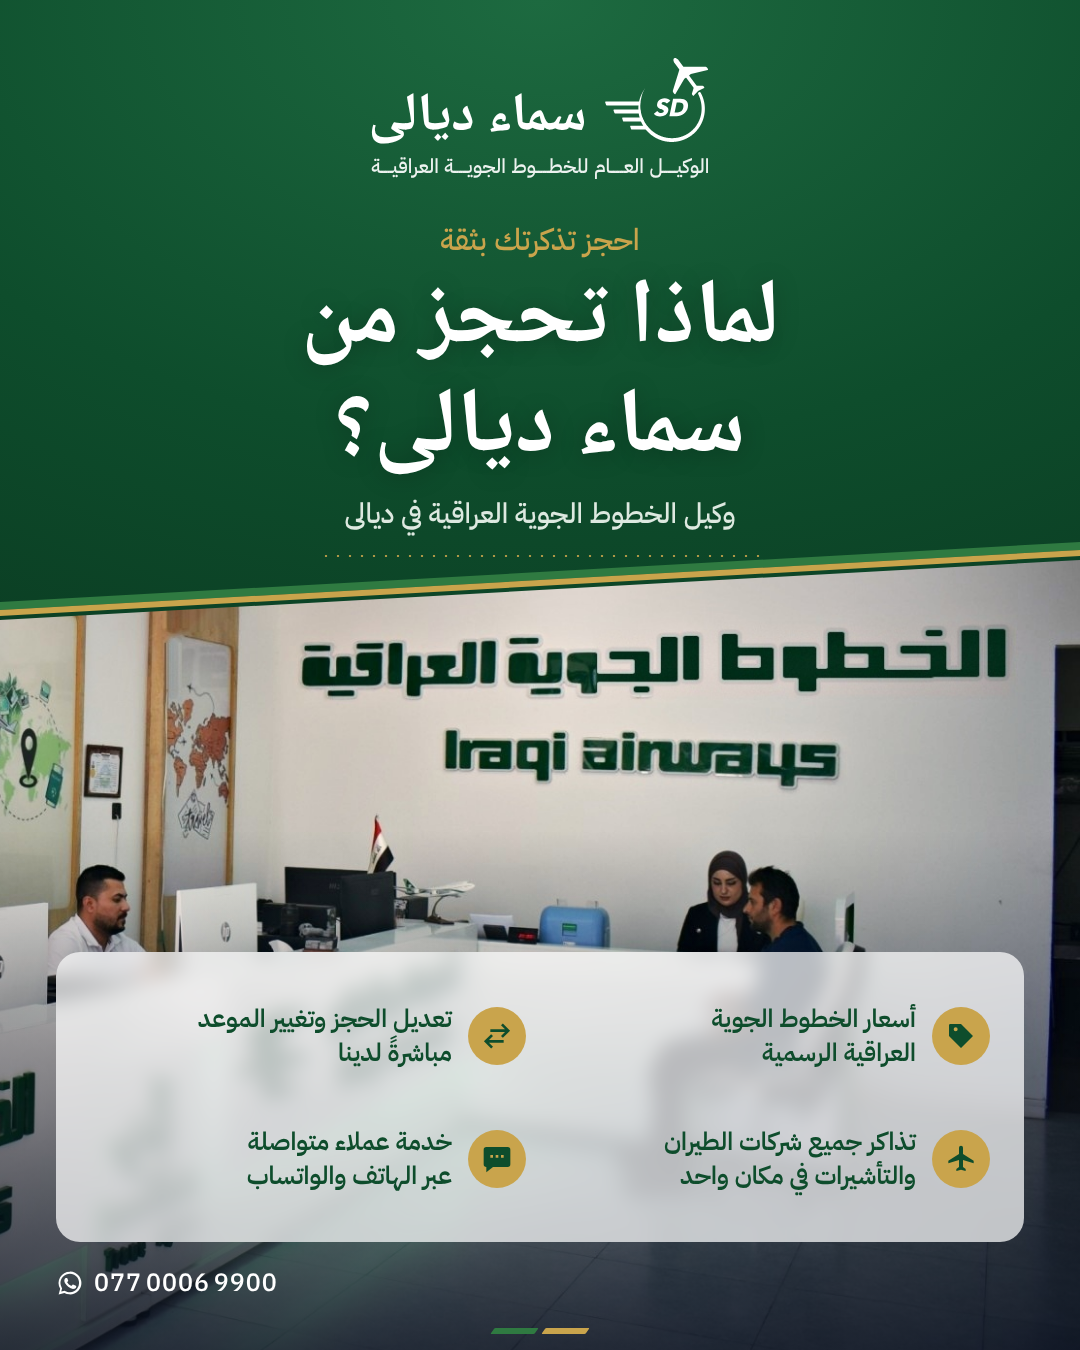 SD
سماء ديالى
الوكيــل العــام للخطــوط الجويــة العراقيــة
احجز تذكرتك بثقة
لماذا تحجز من
سماء ديالى؟
وكيل الخطوط الجوية العراقية في ديالى
الخطوط الجوية العراقية
Iraqi airways
travel
أسعار الخطوط الجوية
العراقية الرسمية
تعديل الحجز وتغيير الموعد
مباشرةً لدينا
تذاكر جميع شركات الطيران
والتأشيرات في مكان واحد
خدمة عملاء متواصلة
عبر الهاتف والواتساب
077 0006 9900